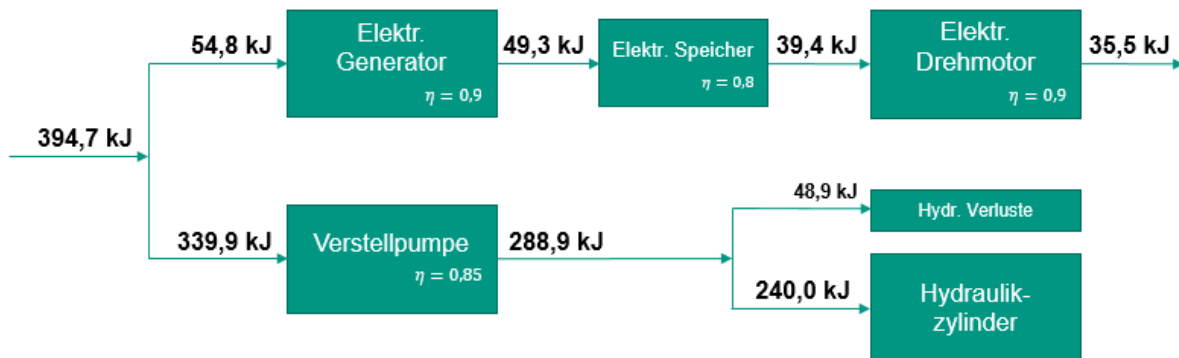 54,8 kJ
Elektr.
Generator
η = 0,9
49,3 kJ
Elektr. Speicher
η = 0,8
39,4 kJ
Elektr.
Drehmotor
η = 0,9
35,5 kJ
394,7 kJ
339,9 kJ
Verstellpumpe
η = 0,85
288,9 kJ
48,9 kJ
Hydr. Verluste
240,0 kJ
Hydraulik-
zylinder